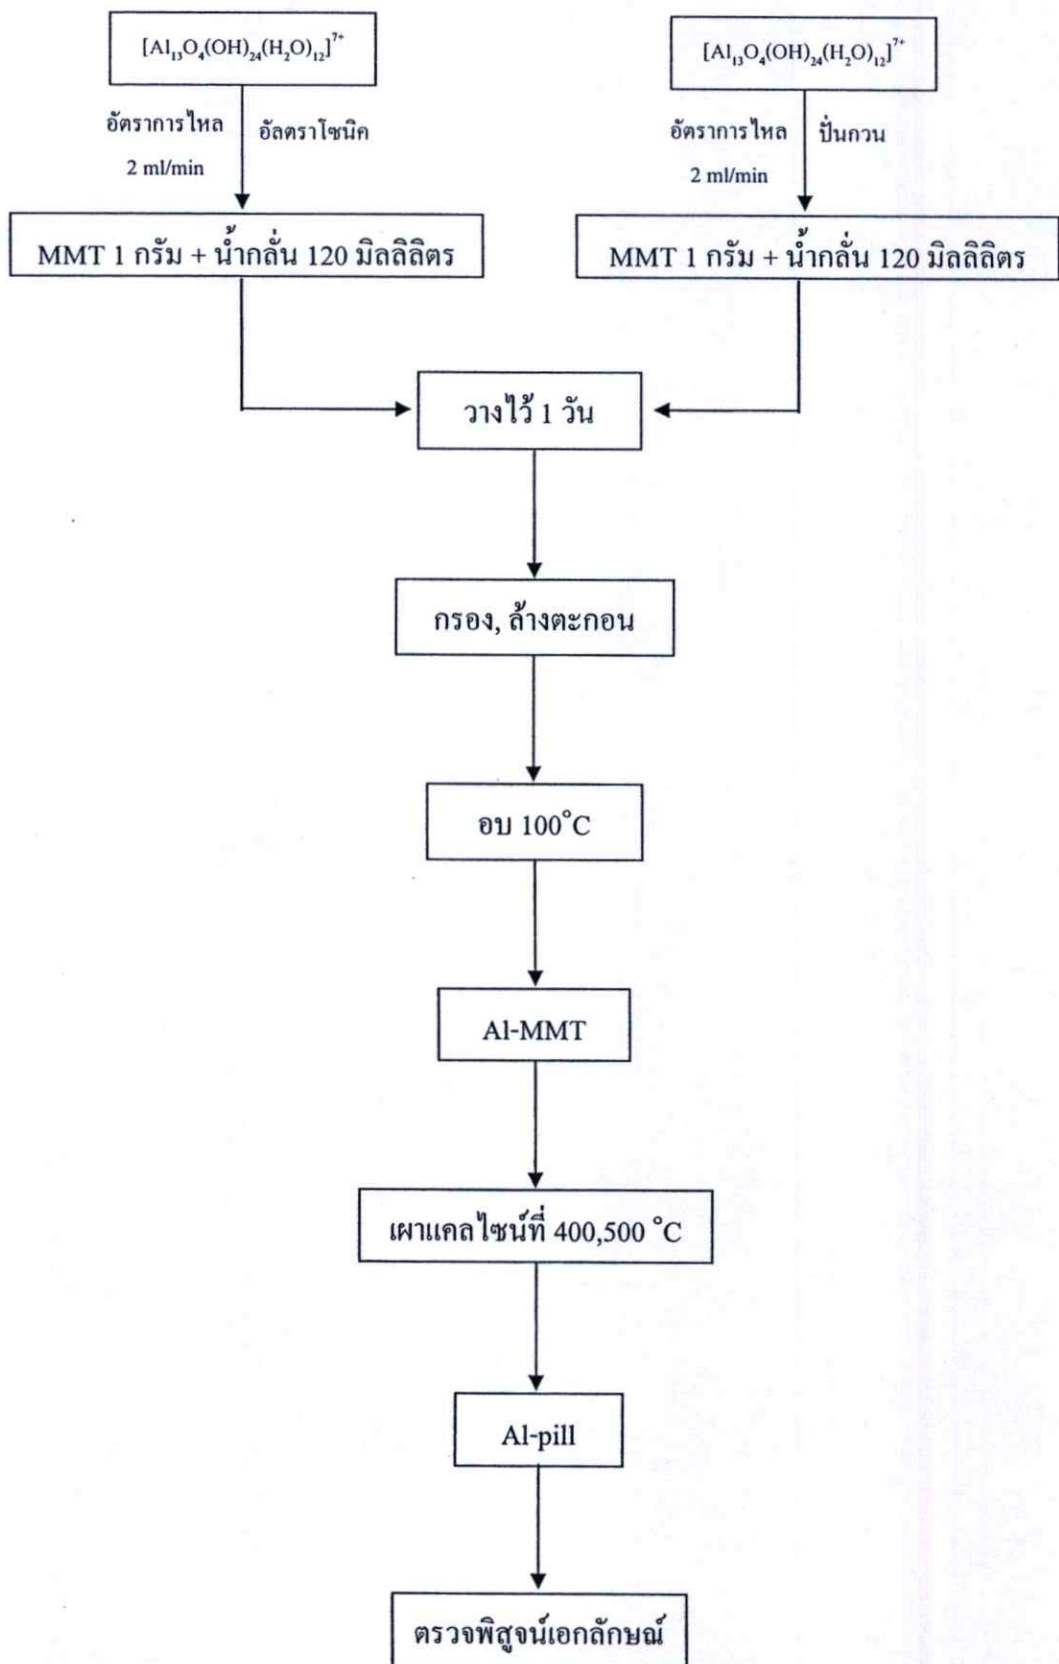 [Al₁₃O₄(OH)₂₄(H₂O)₁₂]⁷⁺
[Al₁₃O₄(OH)₂₄(H₂O)₁₂]⁷⁺
อัตราการไหล อัลตราโซนิค
2 ml/min
อัตราการไหล ปั่นกวน
2 ml/min
MMT 1 กรัม + น้ำกลั่น 120 มิลลิลิตร
MMT 1 กรัม + น้ำกลั่น 120 มิลลิลิตร
วางไว้ 1 วัน
กรอง, ล้างตะกอน
อบ 100°C
Al-MMT
เผาแคลไซน์ที่ 400,500 °C
Al-pill
ตรวจพิสูจน์เอกลักษณ์